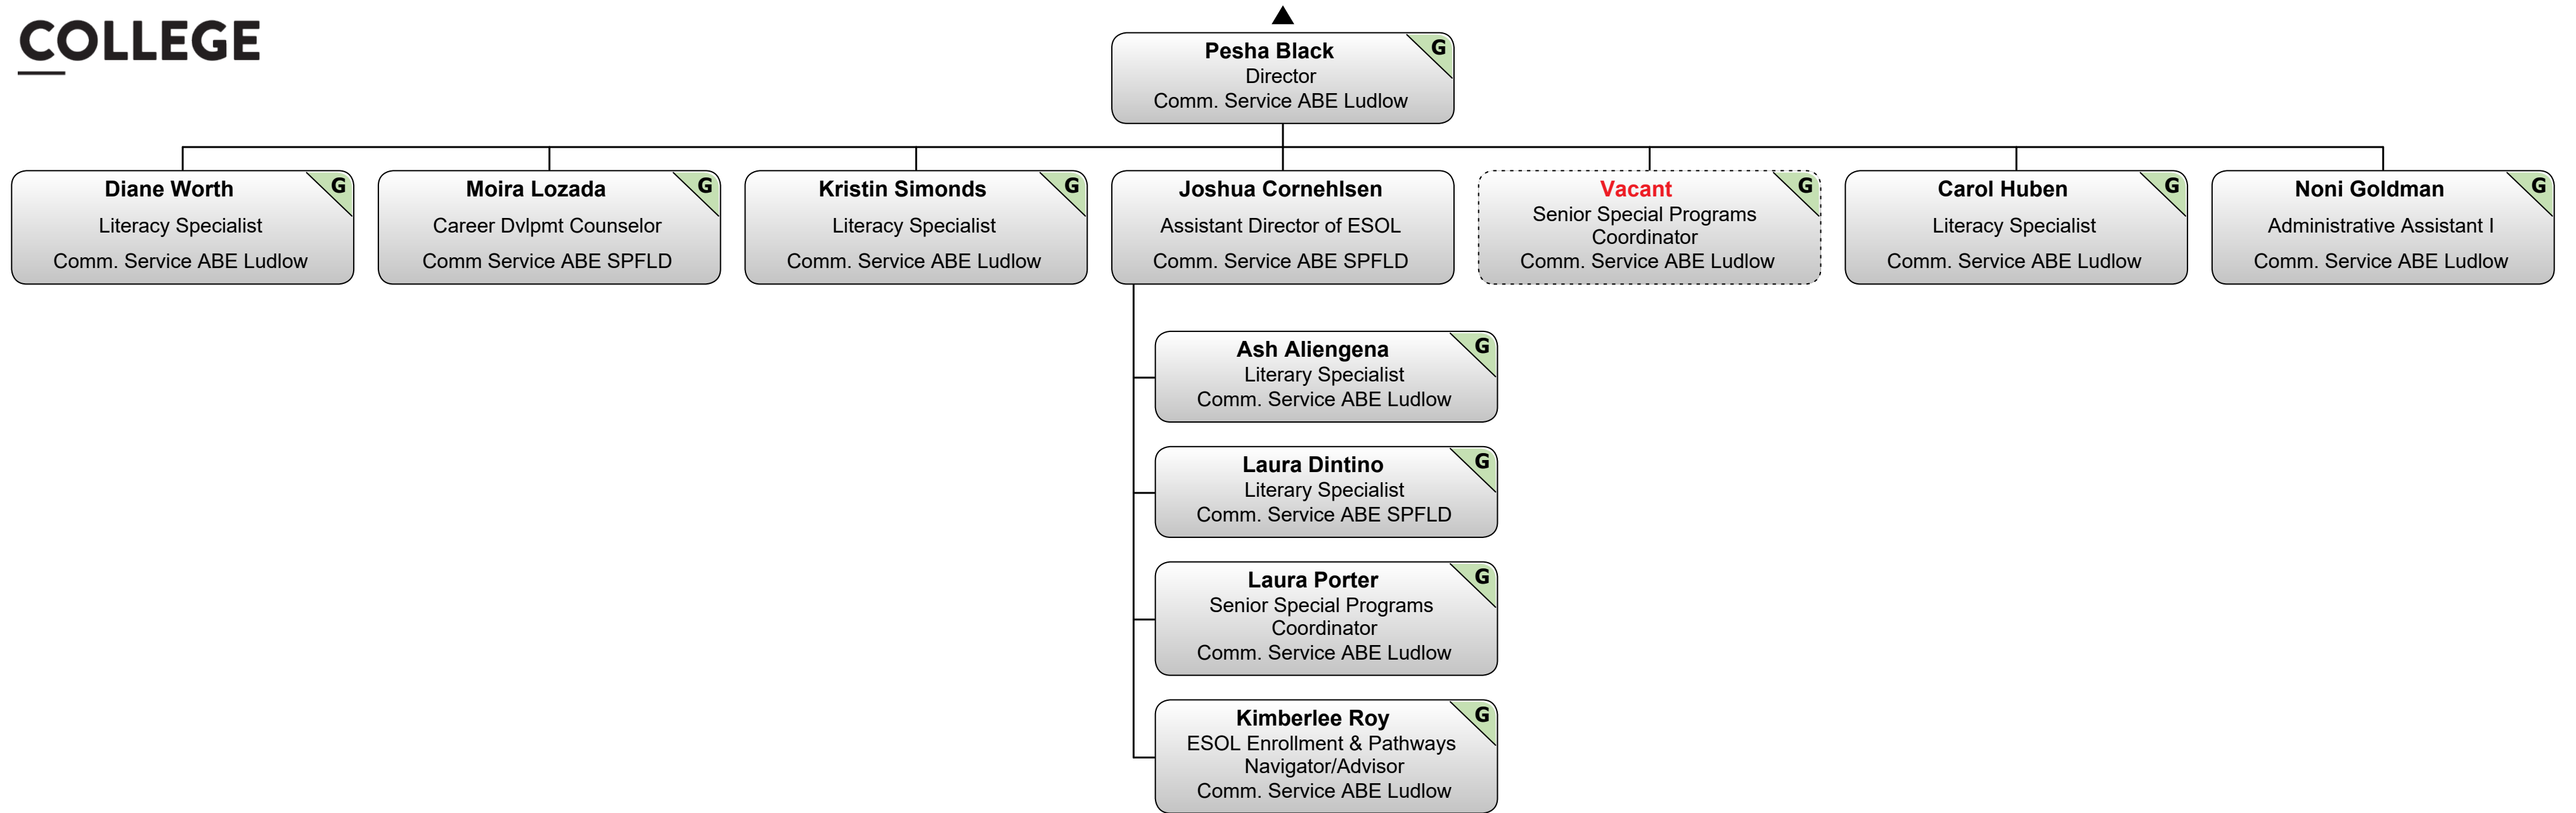 COLLEGE
Pesha Black
G
Director
Comm. Service ABE Ludlow
Diane Worth
G
Literacy Specialist
Comm. Service ABE Ludlow
Moira Lozada
G
Career Dvlpmt Counselor
Comm Service ABE SPFLD
Kristin Simonds
G
Literacy Specialist
Comm. Service ABE Ludlow
Joshua Cornehlsen
Assistant Director of ESOL
Comm. Service ABE SPFLD
Vacant
G
Senior Special Programs
Coordinator
Comm. Service ABE Ludlow
Carol Huben
G
Literacy Specialist
Comm. Service ABE Ludlow
Noni Goldman
G
Administrative Assistant I
Comm. Service ABE Ludlow
Ash Aliengena
G
Literary Specialist
Comm. Service ABE Ludlow
Laura Dintino
G
Literary Specialist
Comm. Service ABE SPFLD
Laura Porter
G
Senior Special Programs
Coordinator
Comm. Service ABE Ludlow
Kimberlee Roy
G
ESOL Enrollment & Pathways
Navigator/Advisor
Comm. Service ABE Ludlow